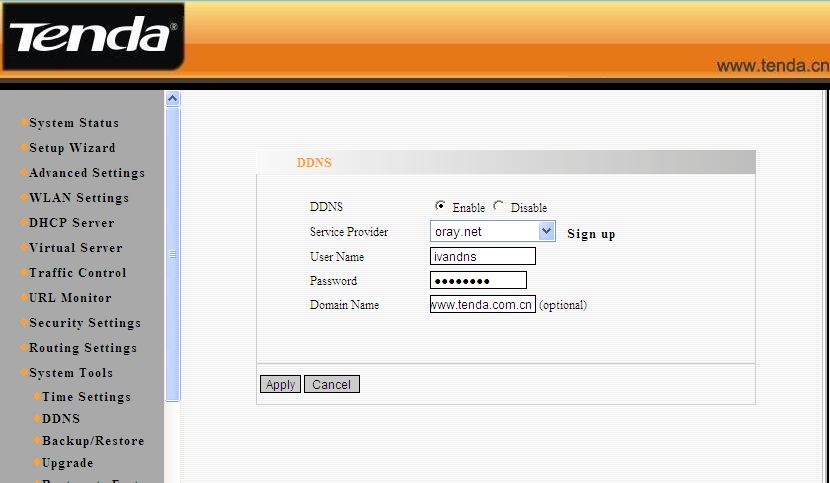 Tenda®
www.tenda.cn
System Status
Setup Wizard
Advanced Settings
WLAN Settings
DHCP Server
Virtual Server
Traffic Control
URL Monitor
Security Settings
Routing Settings
System Tools
Time Settings
DDNS
Backup/Restore
Upgrade
DDNS
DDNS Enable Disable
Service Provider oray.net Sign up
User Name ivandns
Password ●●●●●●●●
Domain Name www.tenda.com.cn (optional)
Apply Cancel